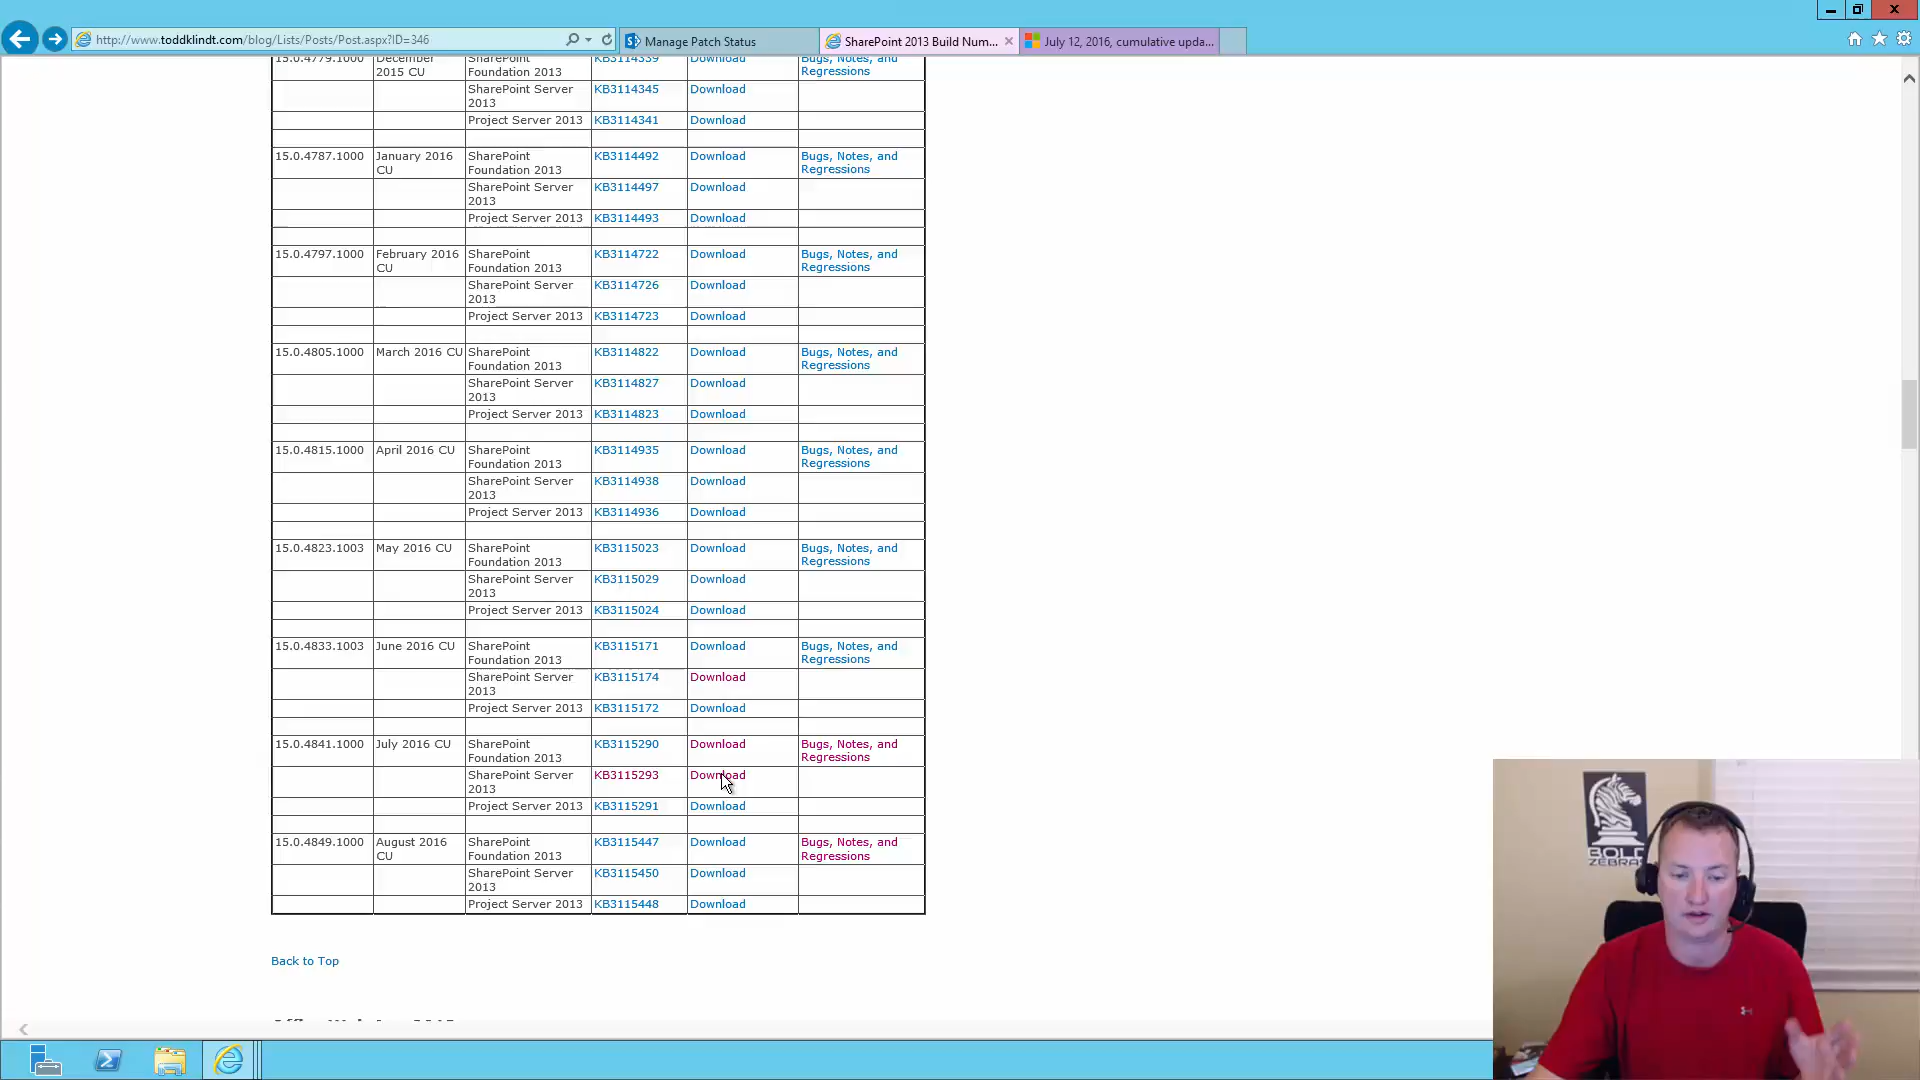 http://www.toddklindt.com/blog/Lists/Posts/Post.aspx?ID=346
Manage Patch Status
SharePoint 2013 Build Num...
July 12, 2016, cumulative upda...
15.0.4779.1000 December SharePoint KB3114339 Download Bugs, Notes, and
2015 CU Foundation 2013 Regressions
SharePoint Server KB3114345 Download
2013
Project Server 2013 KB3114341 Download
15.0.4787.1000 January 2016 SharePoint KB3114492 Download Bugs, Notes, and
CU Foundation 2013 Regressions
SharePoint Server KB3114497 Download
2013
Project Server 2013 KB3114493 Download
15.0.4797.1000 February 2016 SharePoint KB3114722 Download Bugs, Notes, and
CU Foundation 2013 Regressions
SharePoint Server KB3114726 Download
2013
Project Server 2013 KB3114723 Download
15.0.4805.1000 March 2016 CU SharePoint KB3114822 Download Bugs, Notes, and
Foundation 2013 Regressions
SharePoint Server KB3114827 Download
2013
Project Server 2013 KB3114823 Download
15.0.4815.1000 April 2016 CU SharePoint KB3114935 Download Bugs, Notes, and
Foundation 2013 Regressions
SharePoint Server KB3114938 Download
2013
Project Server 2013 KB3114936 Download
15.0.4823.1003 May 2016 CU SharePoint KB3115023 Download Bugs, Notes, and
Foundation 2013 Regressions
SharePoint Server KB3115029 Download
2013
Project Server 2013 KB3115024 Download
15.0.4833.1003 June 2016 CU SharePoint KB3115171 Download Bugs, Notes, and
Foundation 2013 Regressions
SharePoint Server KB3115174 Download
2013
Project Server 2013 KB3115172 Download
15.0.4841.1000 July 2016 CU SharePoint KB3115290 Download Bugs, Notes, and
Foundation 2013 Regressions
SharePoint Server KB3115293 Download
2013
Project Server 2013 KB3115291 Download
15.0.4849.1000 August 2016 SharePoint KB3115447 Download Bugs, Notes, and
CU Foundation 2013 Regressions
SharePoint Server KB3115450 Download
2013
Project Server 2013 KB3115448 Download
Back to Top
BOLD
ZEBRA